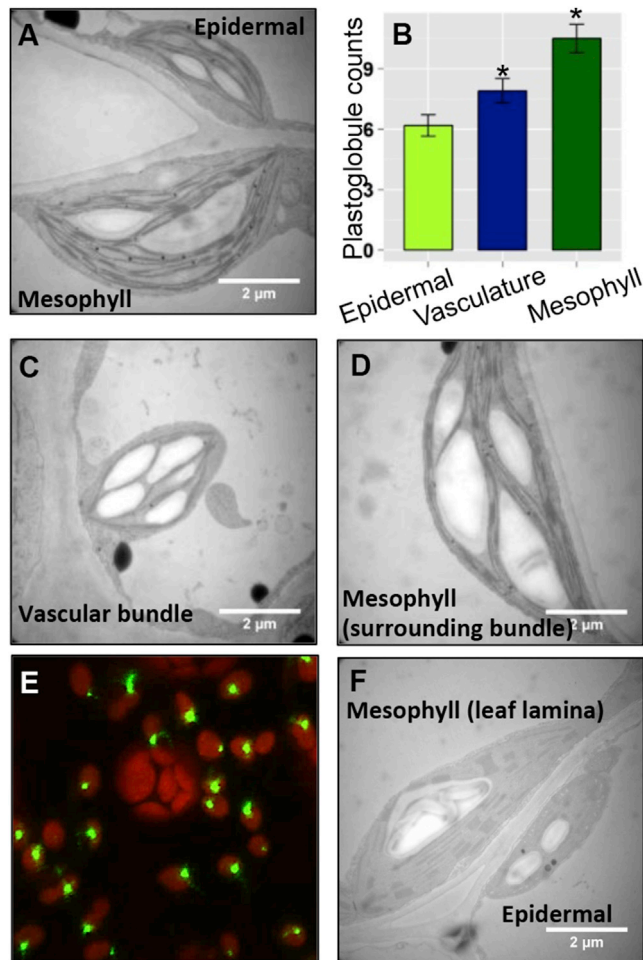 A
Epidermal
Mesophyll
2 µm
B
Plastoglobule counts
9
6
3
0
*
*
Epidermal
Vasculature
Mesophyll
C
Vascular bundle
2 µm
D
Mesophyll
(surrounding bundle)
2 µm
E
F
Mesophyll (leaf lamina)
Epidermal
2 µm